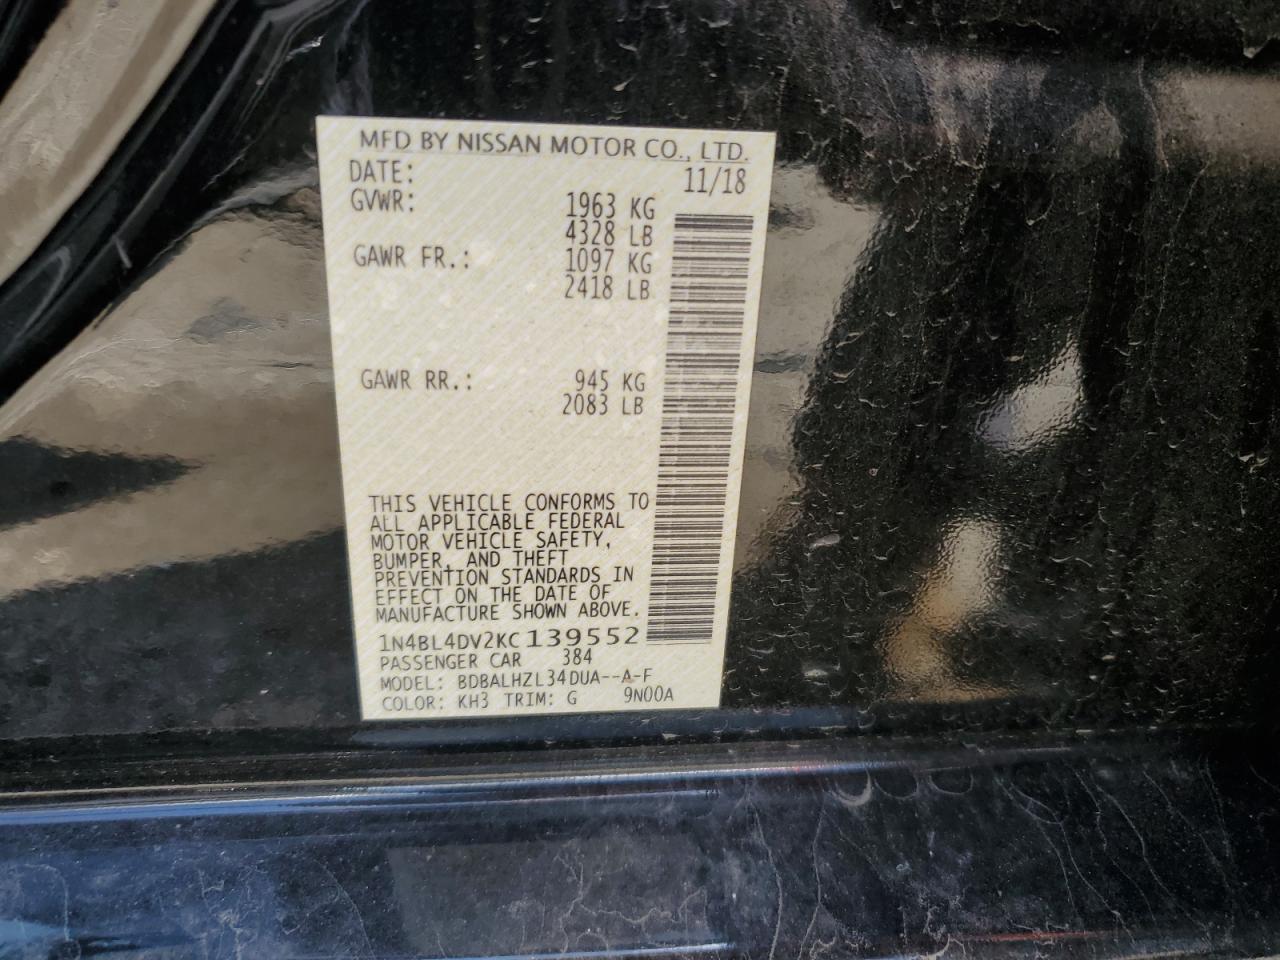 MFD BY NISSAN MOTOR CO., LTD.
DATE: 11/18
GVWR: 1963 KG
4328 LB
GAWR FR.: 1097 KG
2418 LB
GAWR RR.: 945 KG
2083 LB
THIS VEHICLE CONFORMS TO
ALL APPLICABLE FEDERAL
MOTOR VEHICLE SAFETY,
BUMPER, AND THEFT
PREVENTION STANDARDS IN
EFFECT ON THE DATE OF
MANUFACTURE SHOWN ABOVE.
1N4BL4DV2KC139552
PASSENGER CAR 384
MODEL: BDBALHZL34DUA--A-F
COLOR: KH3 TRIM: G 9N00A